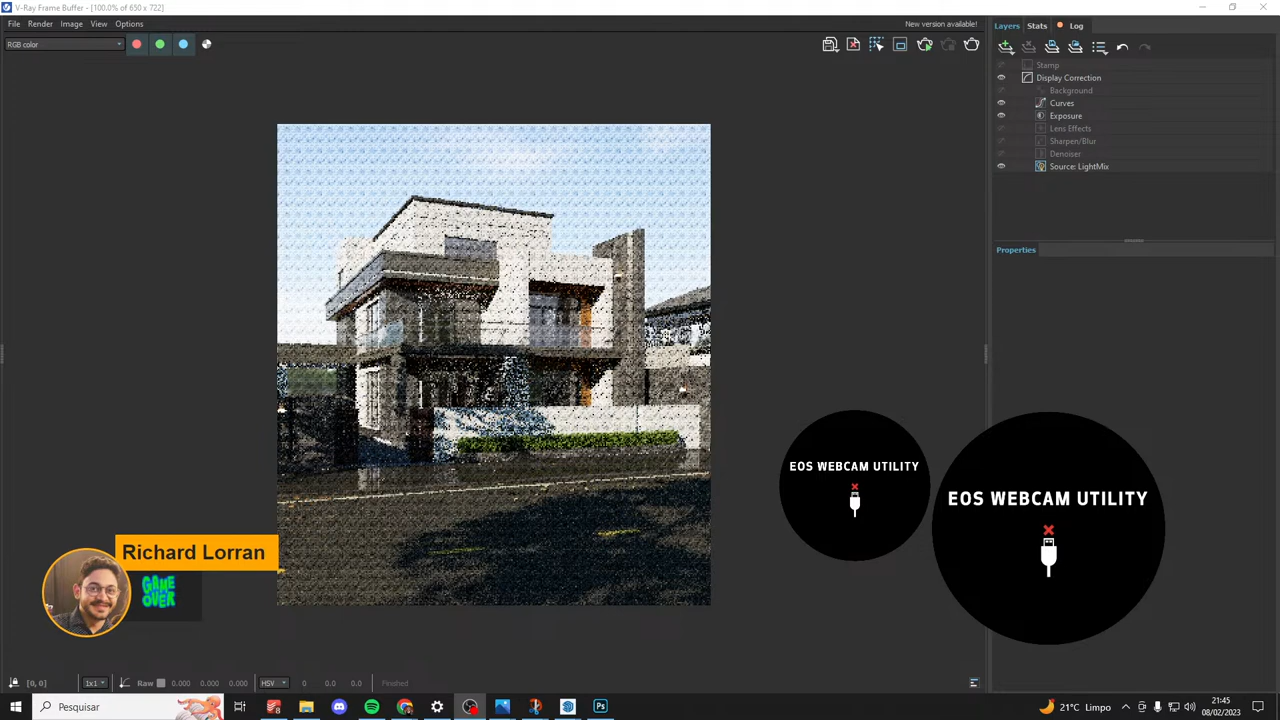 V-Ray Frame Buffer - [100.0% of 650 x 722]
File Render Image View Options
New version available!
RGB color
Layers Stats Log
Stamp
Display Correction
Background
Curves
Exposure
Lens Effects
Sharpen/Blur
Denoiser
Source: LightMix
Properties
EOS WEBCAM UTILITY
EOS WEBCAM UTILITY
Richard Lorran
GAME OVER
[0, 0] 1x1 Raw 0.000 0.000 0.000 HSV 0 0.0 0.0 Finished
Pesquisar
21°C Limpo
21:45
08/02/2023